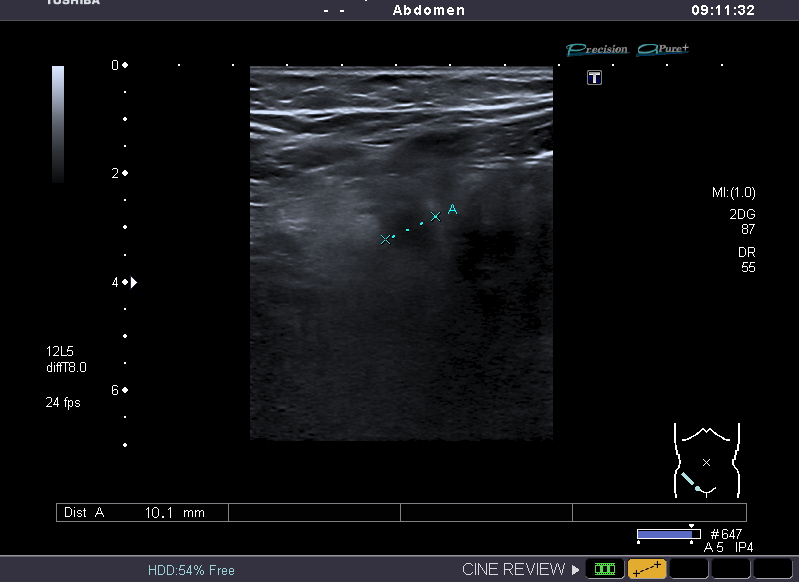 TOSHIBA
- - Abdomen 09:11:32
Precision APure+
T
0
2
4
6
A
MI:(1.0)
2DG
87
DR
55
12L5
diffT8.0
24 fps
Dist A 10.1 mm
#647
A 5 IP4
HDD:54% Free
CINE REVIEW